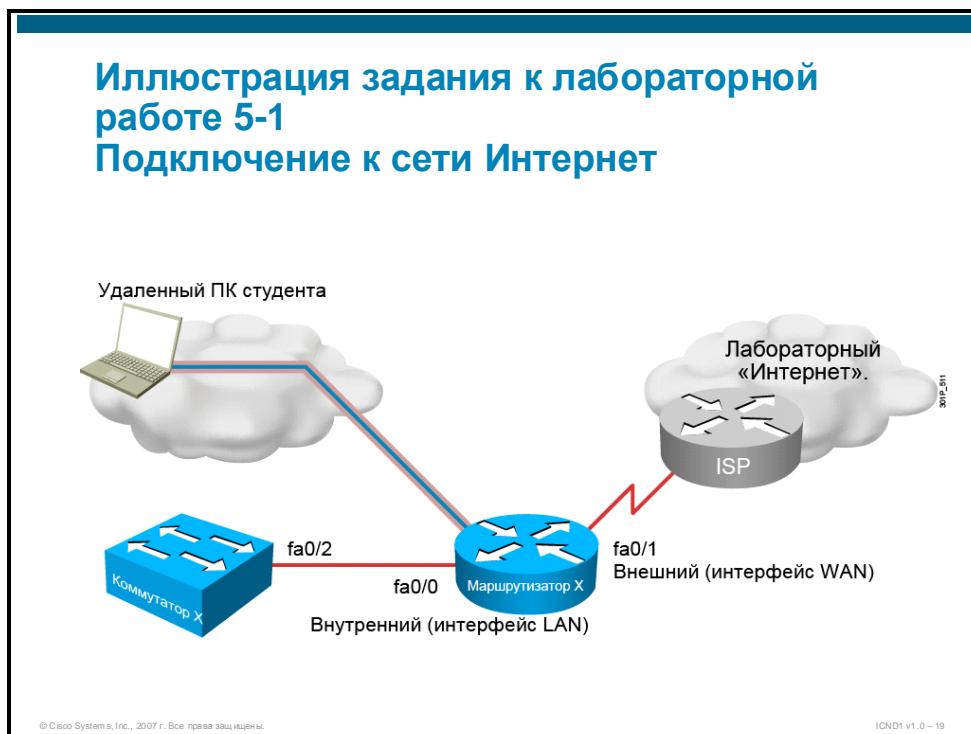 Иллюстрация задания к лабораторной
работе 5-1
Подключение к сети Интернет
Удаленный ПК студента
Лабораторный
«Интернет».
301P_511
ISP
fa0/2
fa0/1
Коммутатор X
fa0/0
Маршрутизатор X
Внешний (интерфейс WAN)
Внутренний (интерфейс LAN)
© Cisco Systems, Inc., 2007 г. Все права защищены.
ICND1 v1.0 – 19